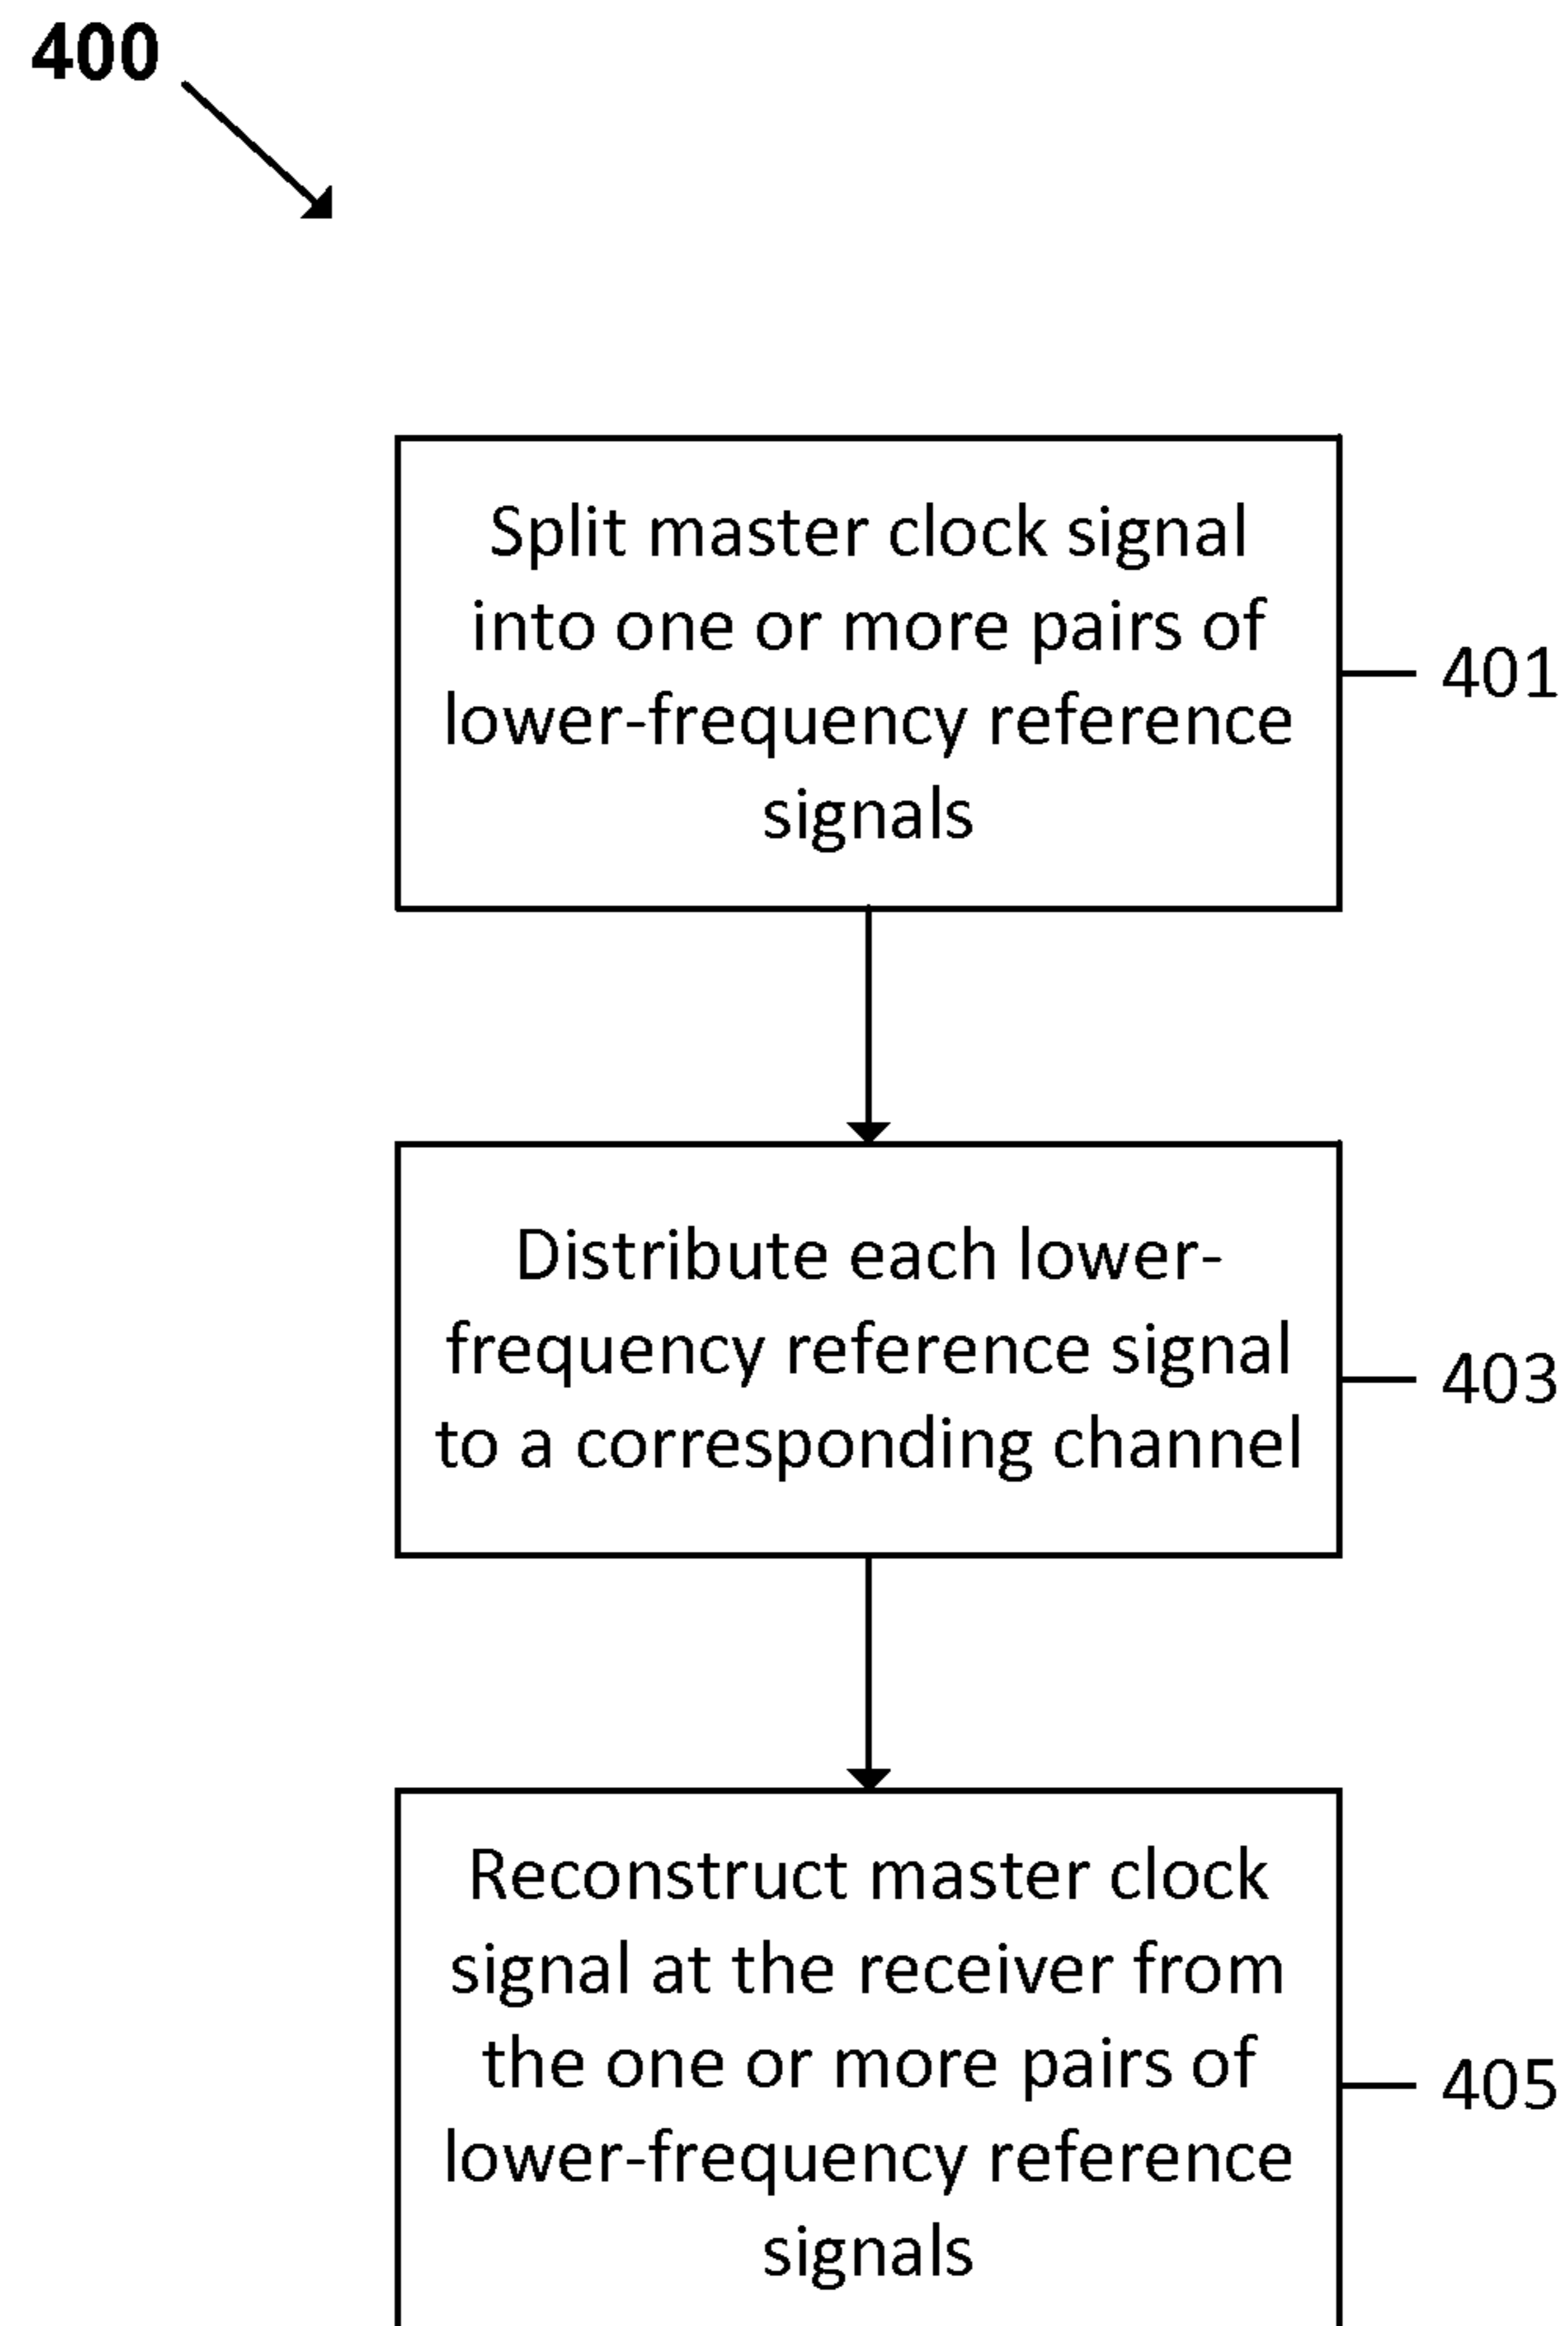 400
Split master clock signal
into one or more pairs of
lower-frequency reference
signals
401
Distribute each lower-
frequency reference signal
to a corresponding channel
403
Reconstruct master clock
signal at the receiver from
the one or more pairs of
lower-frequency reference
signals
405